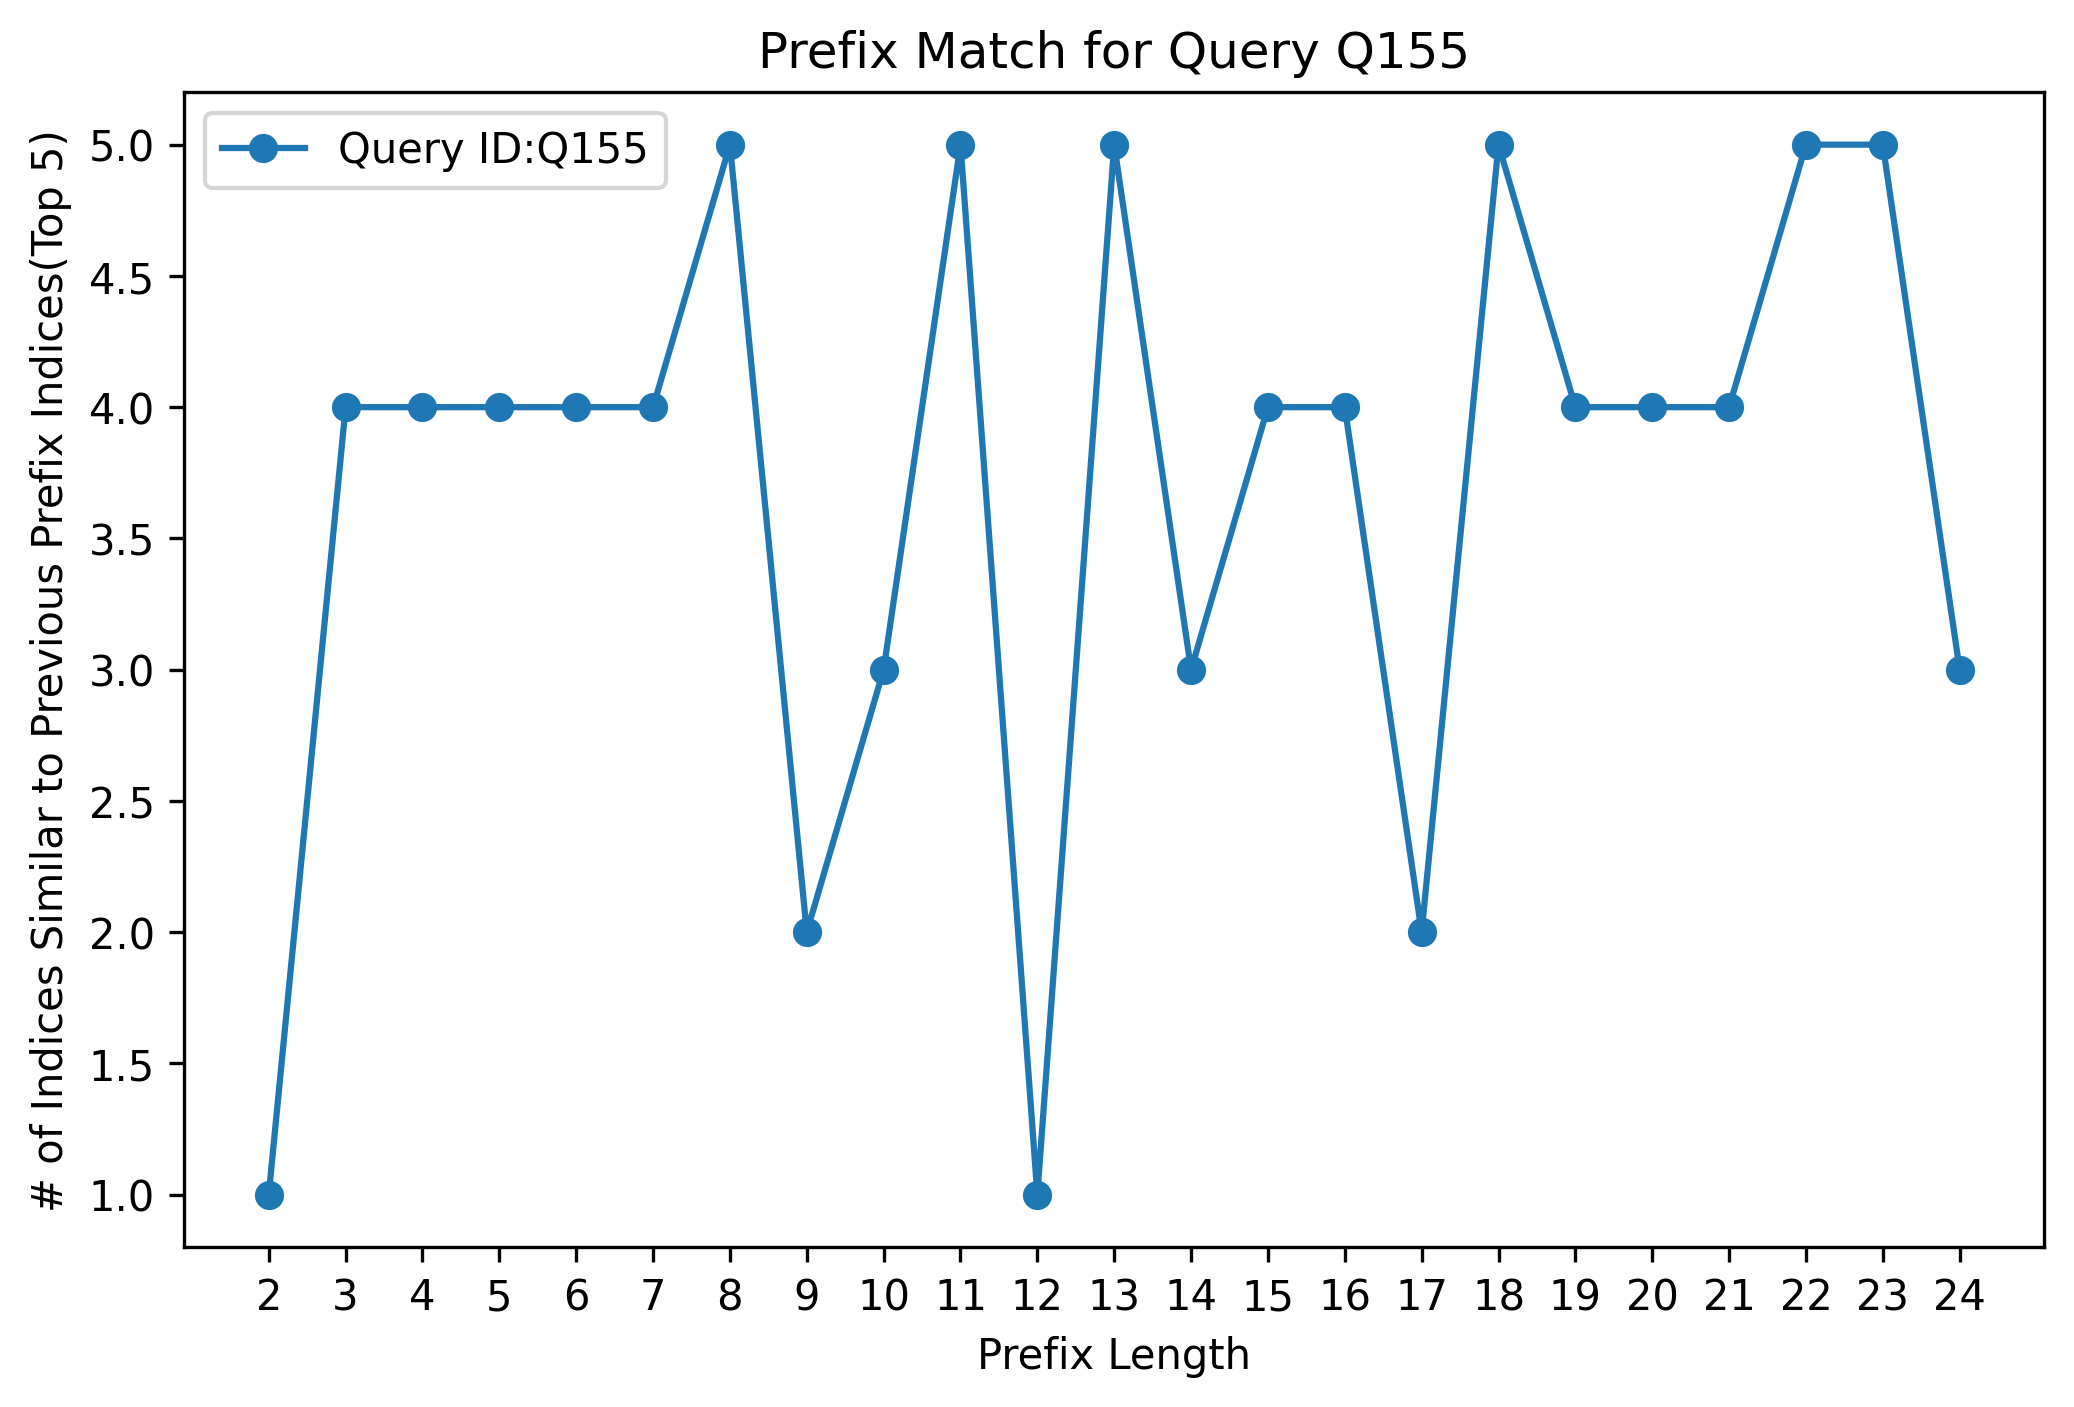 Prefix Match for Query Q155
Query ID:Q155
# of Indices Similar to Previous Prefix Indices(Top 5)
5.0
4.5
4.0
3.5
3.0
2.5
2.0
1.5
1.0
2 3 4 5 6 7 8 9 10 11 12 13 14 15 16 17 18 19 20 21 22 23 24
Prefix Length